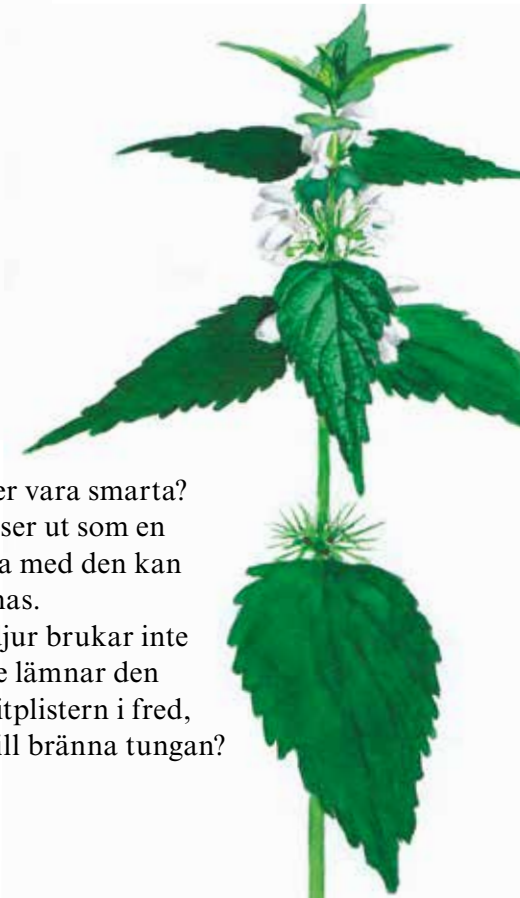 er vara smarta?
ser ut som en
a med den kan
nas.
jur brukar inte
e lämnar den
itplistern i fred,
ill bränna tungan?